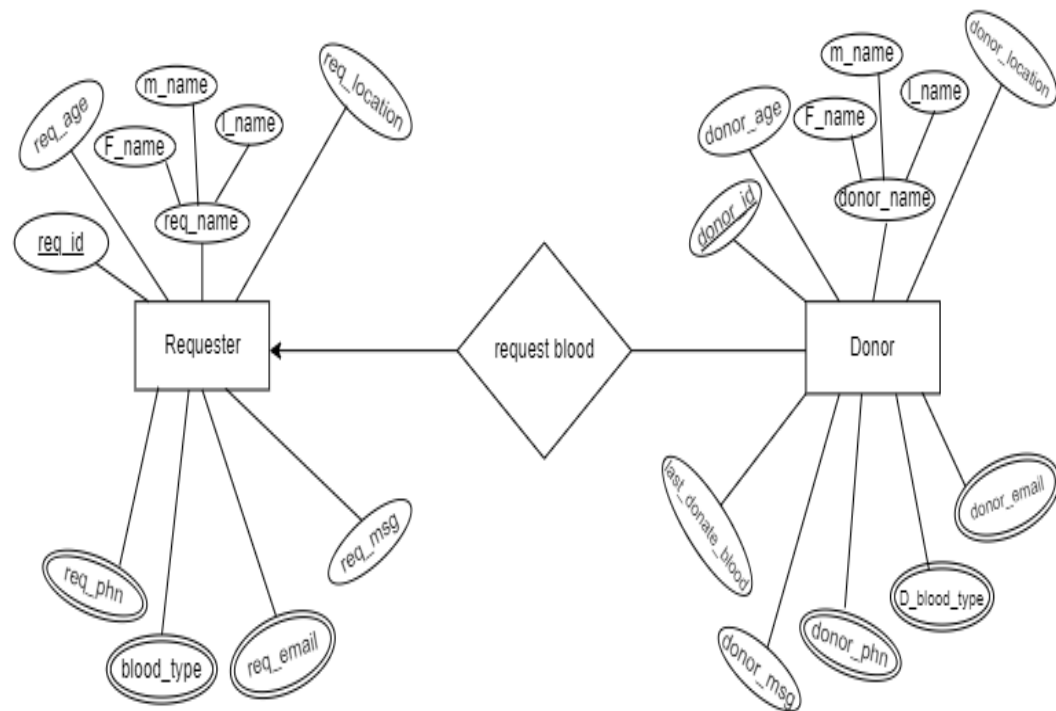 req_age
m_name
F_name
l_name
req_location
req_name
req_id
Requester
req_phn
blood_type
req_email
req_msg
request blood
donor_age
m_name
F_name
l_name
donor_location
donor_name
donor_id
Donor
last_donate_blood
donor_msg
donor_phn
D_blood_type
donor_email